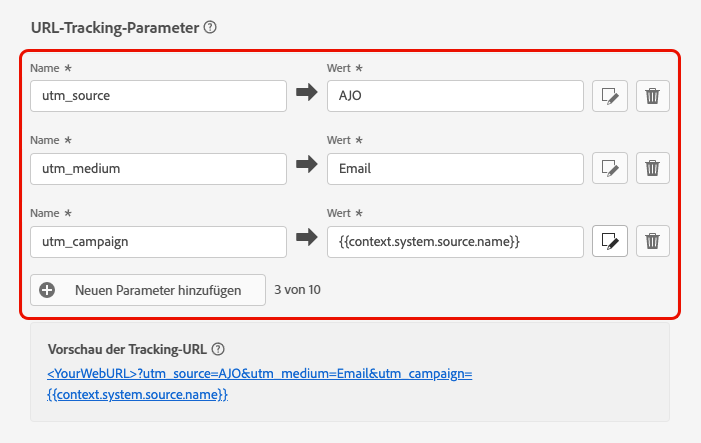 URL-Tracking-Parameter
Name * Wert *
utm_source AJO
Name * Wert *
utm_medium Email
Name * Wert *
utm_campaign {{context.system.source.name}}
Neuen Parameter hinzufügen 3 von 10
Vorschau der Tracking-URL
<YourWebURL>?utm_source=AJO&utm_medium=Email&utm_campaign=
{{context.system.source.name}}